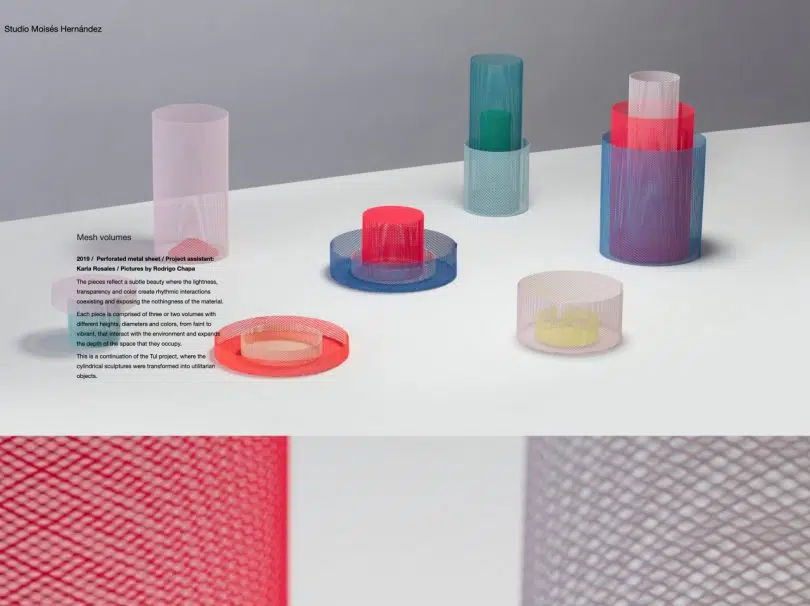 Studio Moisés Hernández
Mesh volumes
2019 / Perforated metal sheet / Project assistant:
Karla Rosales / Pictures by Rodrigo Chapa
The pieces reflect a subtle beauty where the lightness,
transparency and color create rhythmic interactions
coexisting and exposing the nothingness of the material.
Each piece is comprised of three or two volumes with
different heights, diameters and colors, from faint to
vibrant, that interact with the environment and expands
the depth of the space that they occupy.
This is a continuation of the Tul project, where the
cylindrical sculptures were transformed into utilitarian
objects.